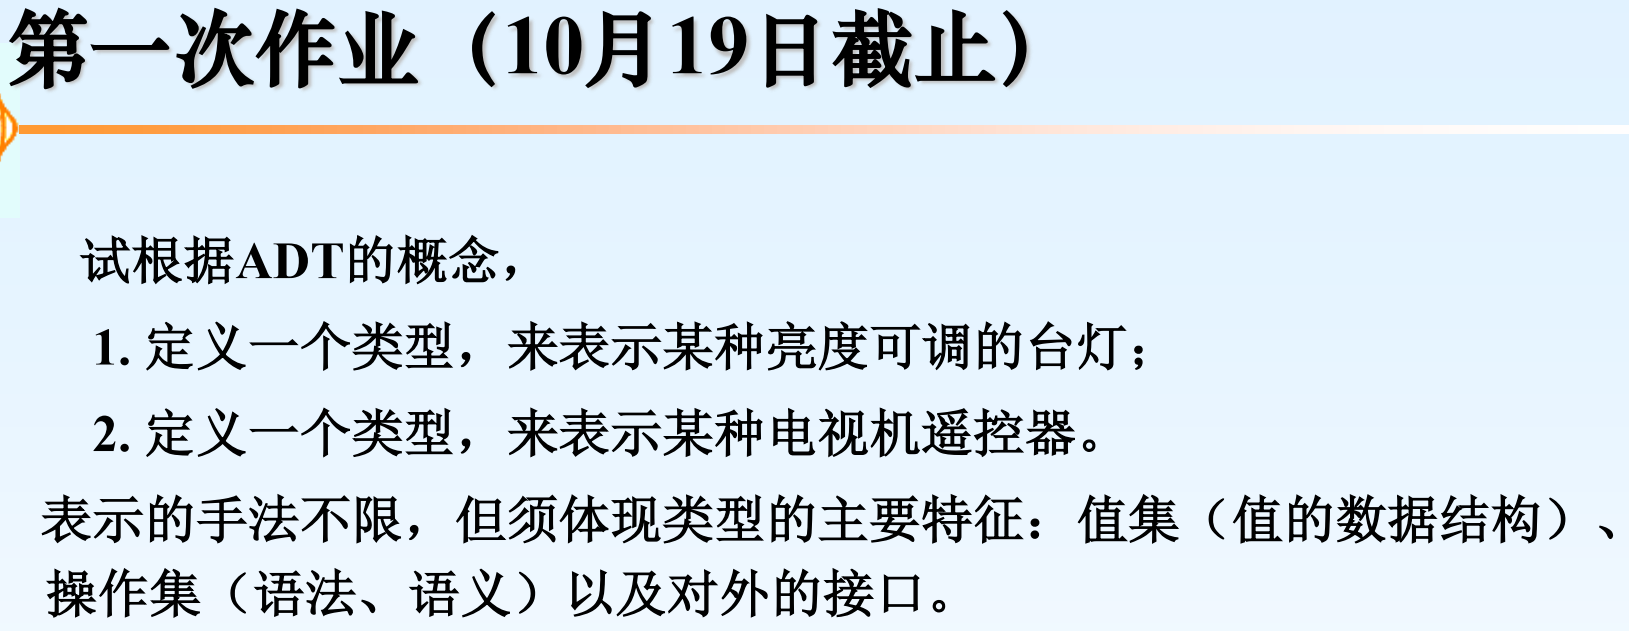 第一次作业（10月19日截止）
试根据ADT的概念，
1. 定义一个类型，来表示某种亮度可调的台灯；
2. 定义一个类型，来表示某种电视机遥控器。
表示的手法不限，但须体现类型的主要特征：值集（值的数据结构）、
操作集（语法、语义）以及对外的接口。